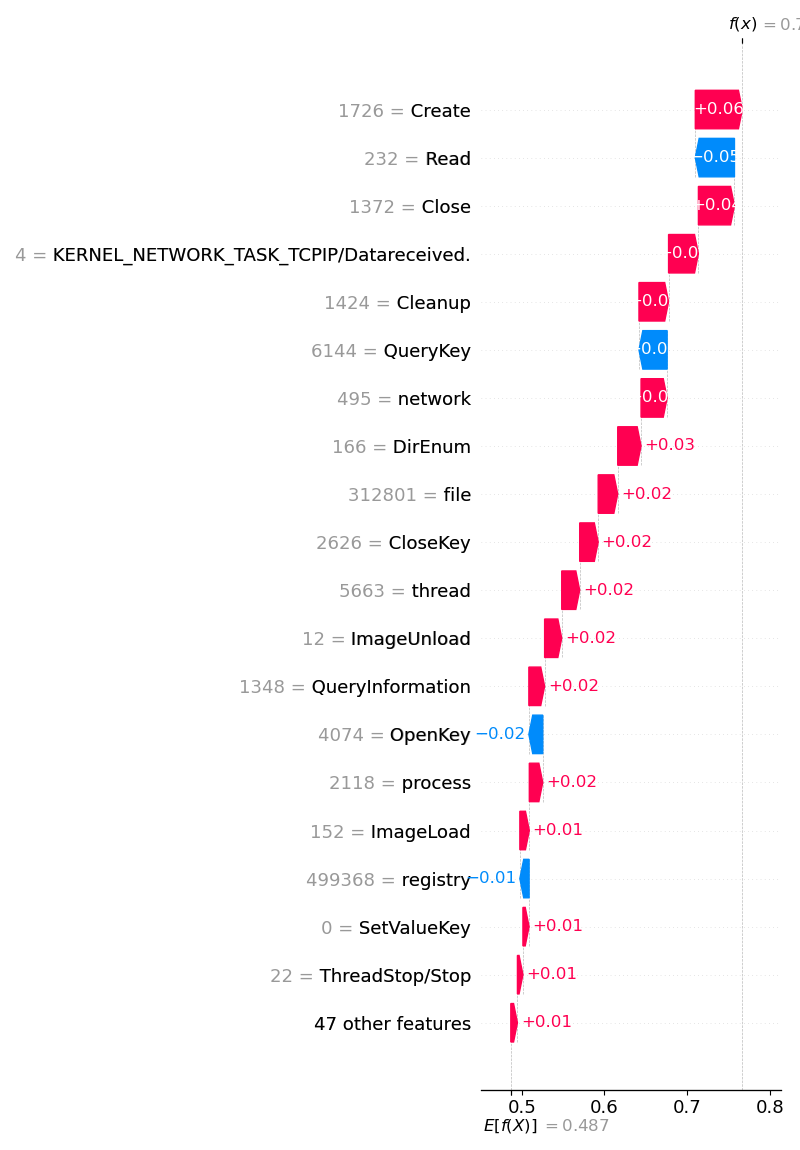 f(x) = 0.7
1726 = Create +0.06
232 = Read −0.05
1372 = Close +0.04
4 = KERNEL_NETWORK_TASK_TCPIP/Datareceived. 0.0
1424 = Cleanup 0.0
6144 = QueryKey 0.0
495 = network 0.0
166 = DirEnum +0.03
312801 = file +0.02
2626 = CloseKey +0.02
5663 = thread +0.02
12 = ImageUnload +0.02
1348 = QueryInformation +0.02
4074 = OpenKey −0.02
2118 = process +0.02
152 = ImageLoad +0.01
499368 = registry −0.01
0 = SetValueKey +0.01
22 = ThreadStop/Stop +0.01
47 other features +0.01
0.5 0.6 0.7 0.8
E[f(X)] = 0.487